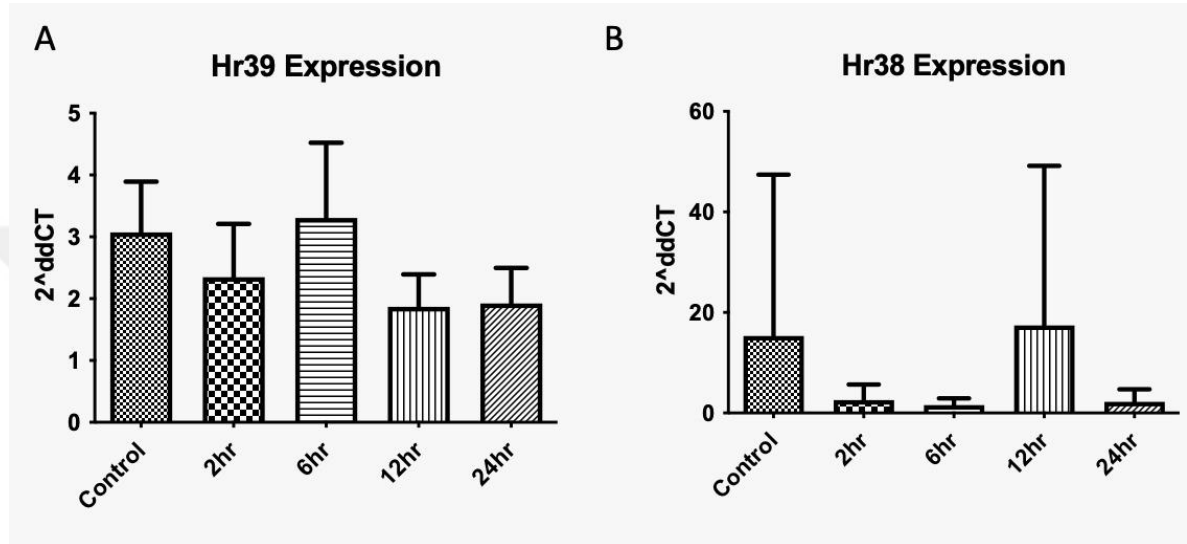 A
Hr39 Expression
2^ddCT
5
4
3
2
1
0
Control
2hr
6hr
12hr
24hr
B
Hr38 Expression
2^ddCT
60
40
20
0
Control
2hr
6hr
12hr
24hr